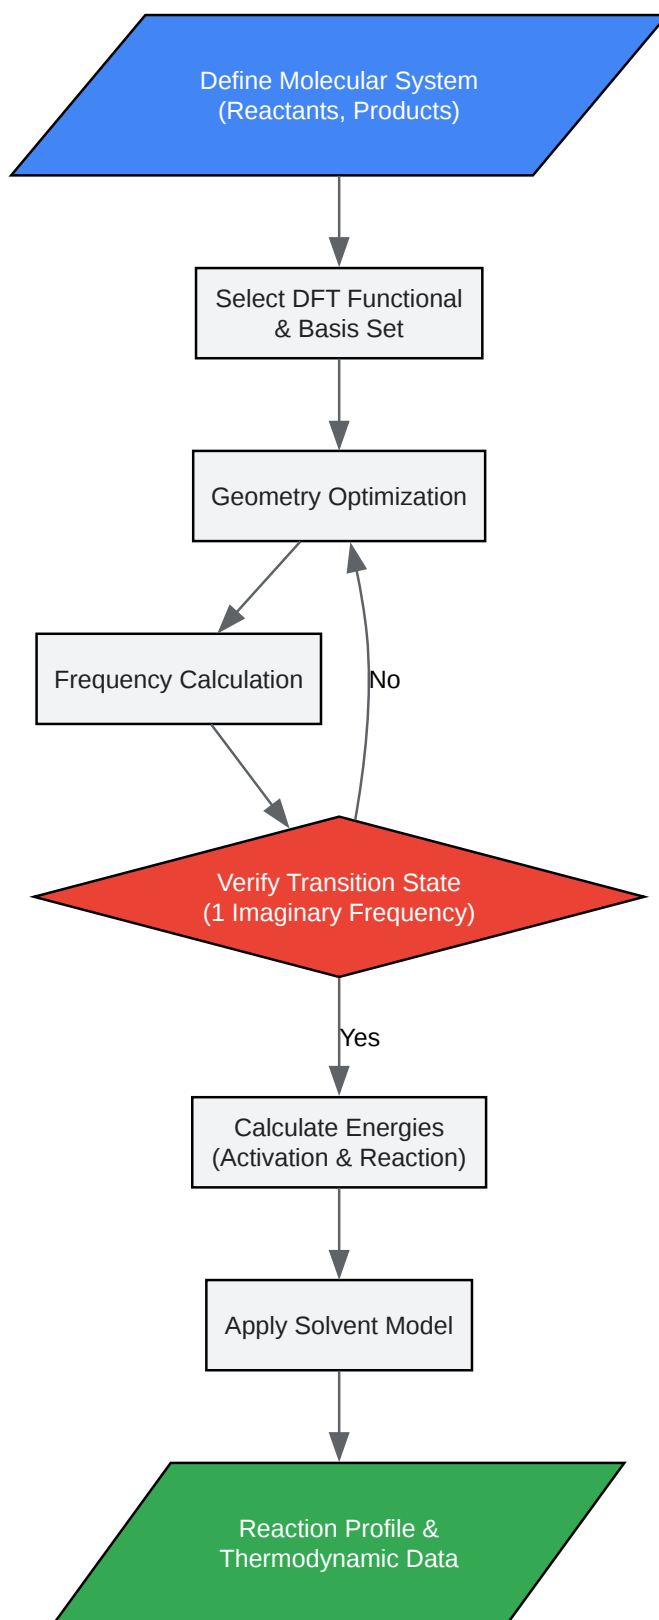 Define Molecular System
(Reactants, Products)
Select DFT Functional
& Basis Set
Geometry Optimization
Frequency Calculation
No
Verify Transition State
(1 Imaginary Frequency)
Yes
Calculate Energies
(Activation & Reaction)
Apply Solvent Model
Reaction Profile &
Thermodynamic Data